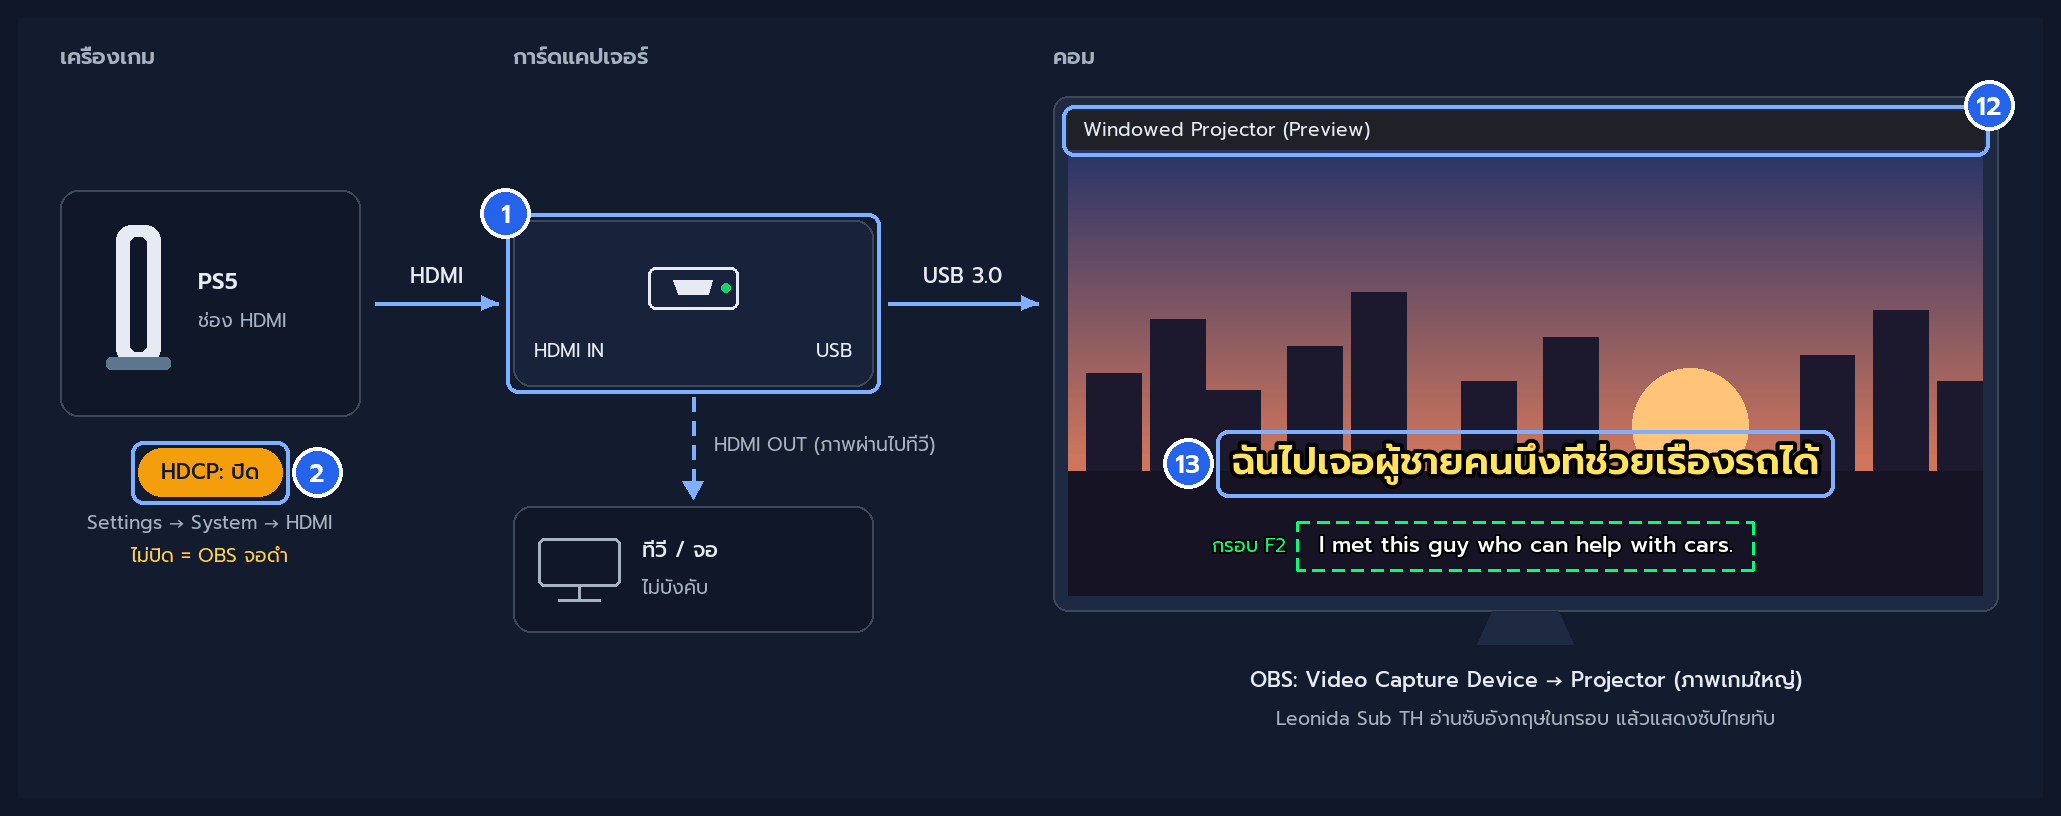 เครื่องเกม
การ์ดแคปเจอร์
คอม
12
Windowed Projector (Preview)
1
PS5
ช่อง HDMI
HDMI
HDMI IN
USB
USB 3.0
HDMI OUT (ภาพผ่านไปทีวี)
HDCP: ปิด
2
Settings → System → HDMI
ไม่ปิด = OBS จอดำ
ทีวี / จอ
ไม่บังคับ
13
ฉันไปเจอผู้ชายคนนึงที่ช่วยเรื่องรถได้
กรอบ F2
I met this guy who can help with cars.
OBS: Video Capture Device → Projector (ภาพเกมใหญ่)
Leonida Sub TH อ่านซับอังกฤษในกรอบ แล้วแสดงซับไทยทับ